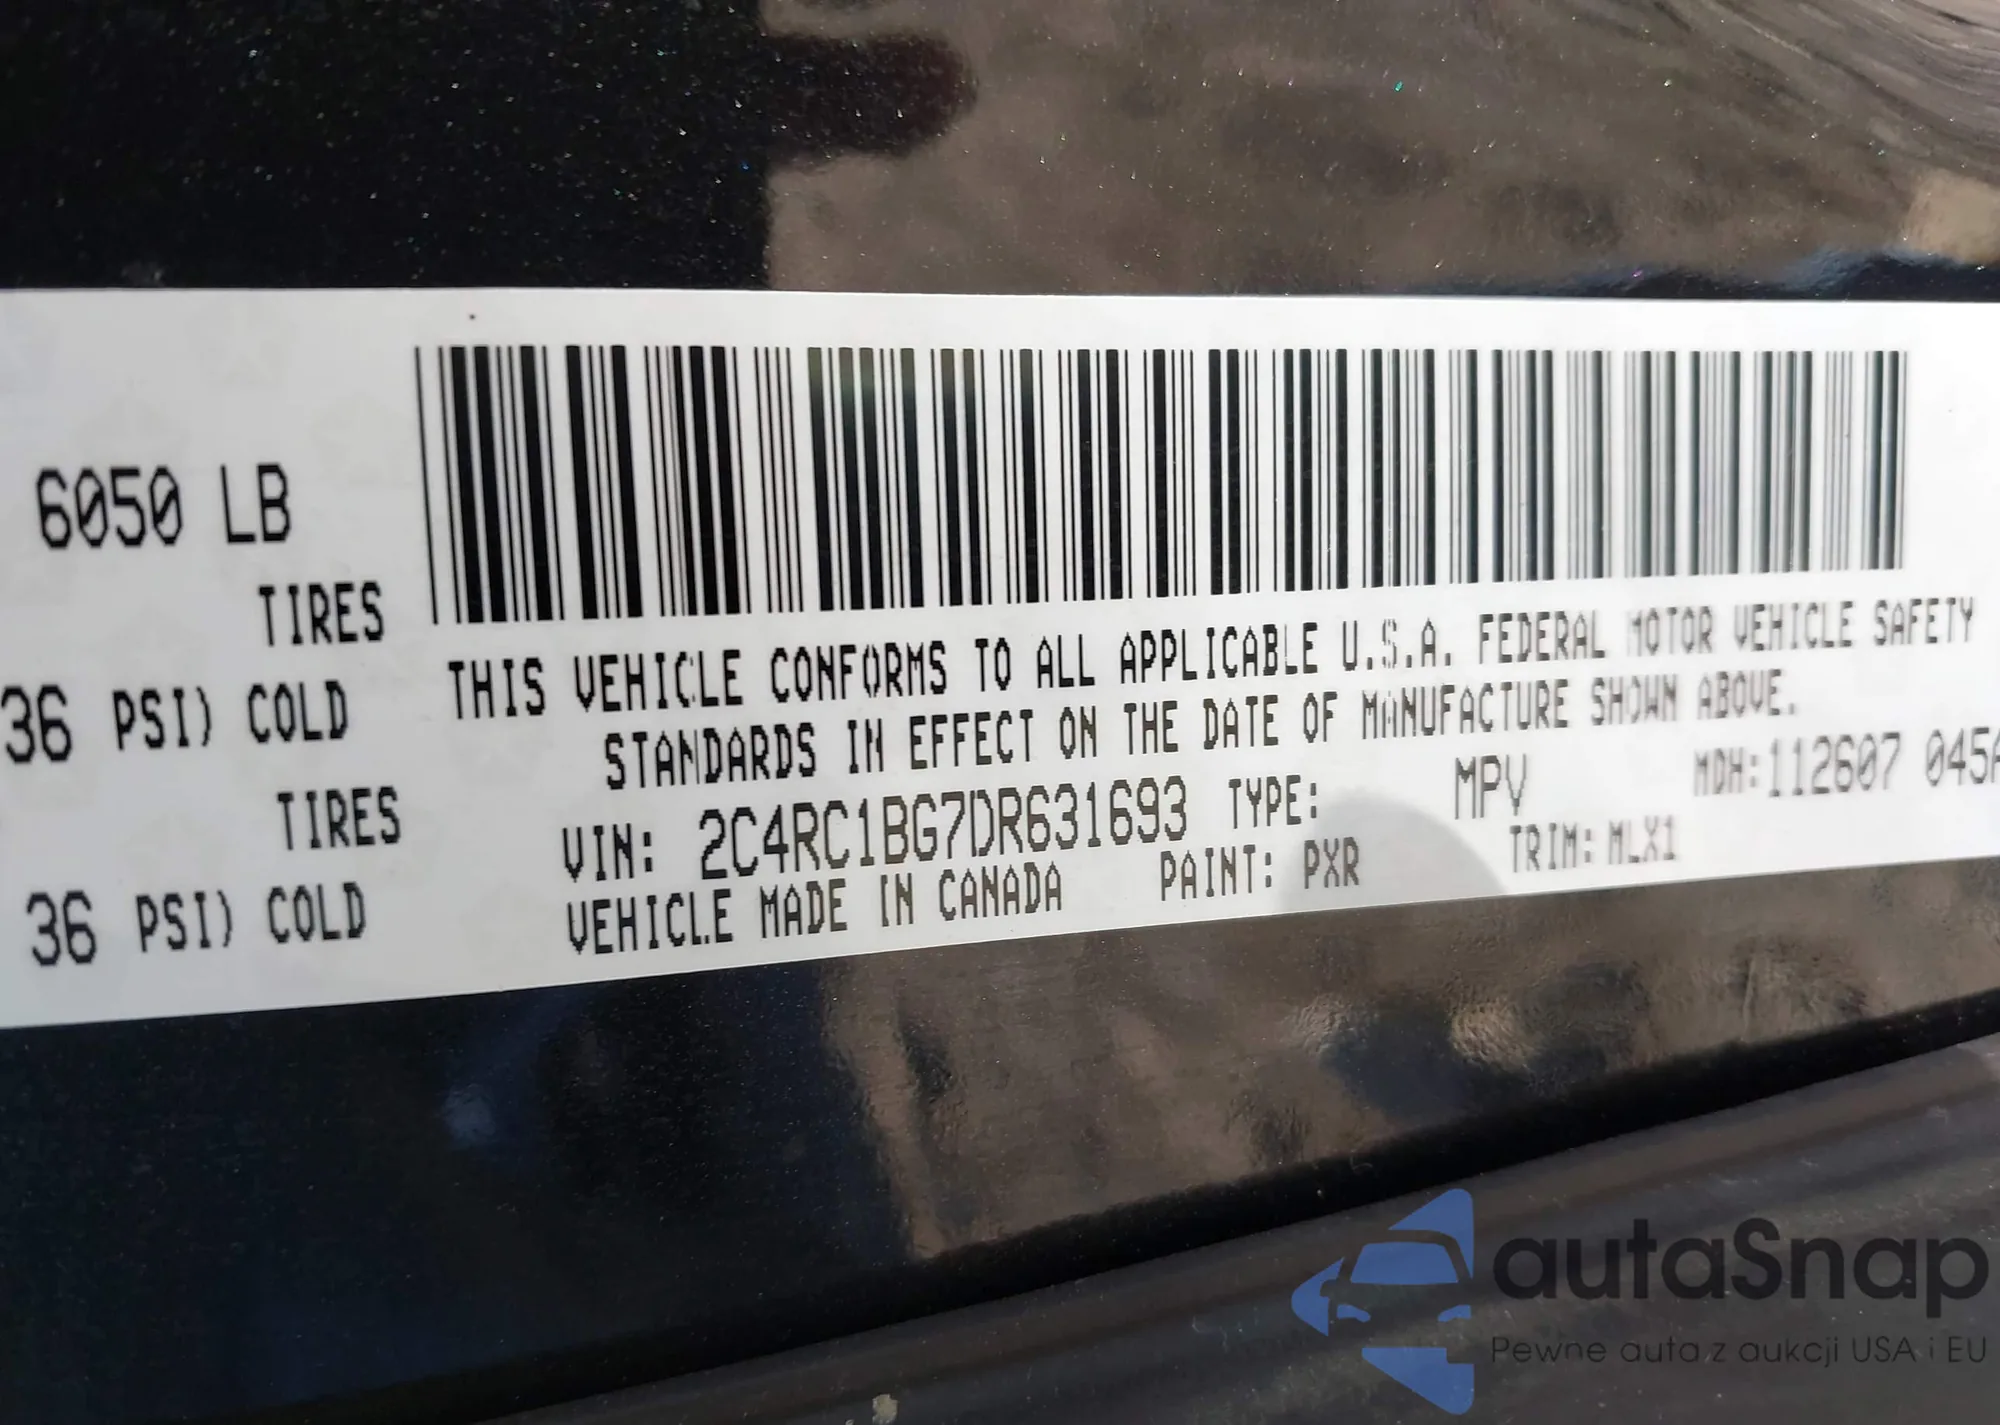 6050 LB
TIRES
36 PSI) COLD
TIRES
36 PSI) COLD
THIS VEHICLE CONFORMS TO ALL APPLICABLE U.S.A. FEDERAL MOTOR VEHICLE SAFETY
STANDARDS IN EFFECT ON THE DATE OF MANUFACTURE SHOWN ABOVE.
VIN: 2C4RC1BG7DR631693 TYPE: MPV MDH:112607 045A
VEHICLE MADE IN CANADA PAINT: PXR TRIM: MLX1
autaSnap
Pewne auta z aukcji USA i EU